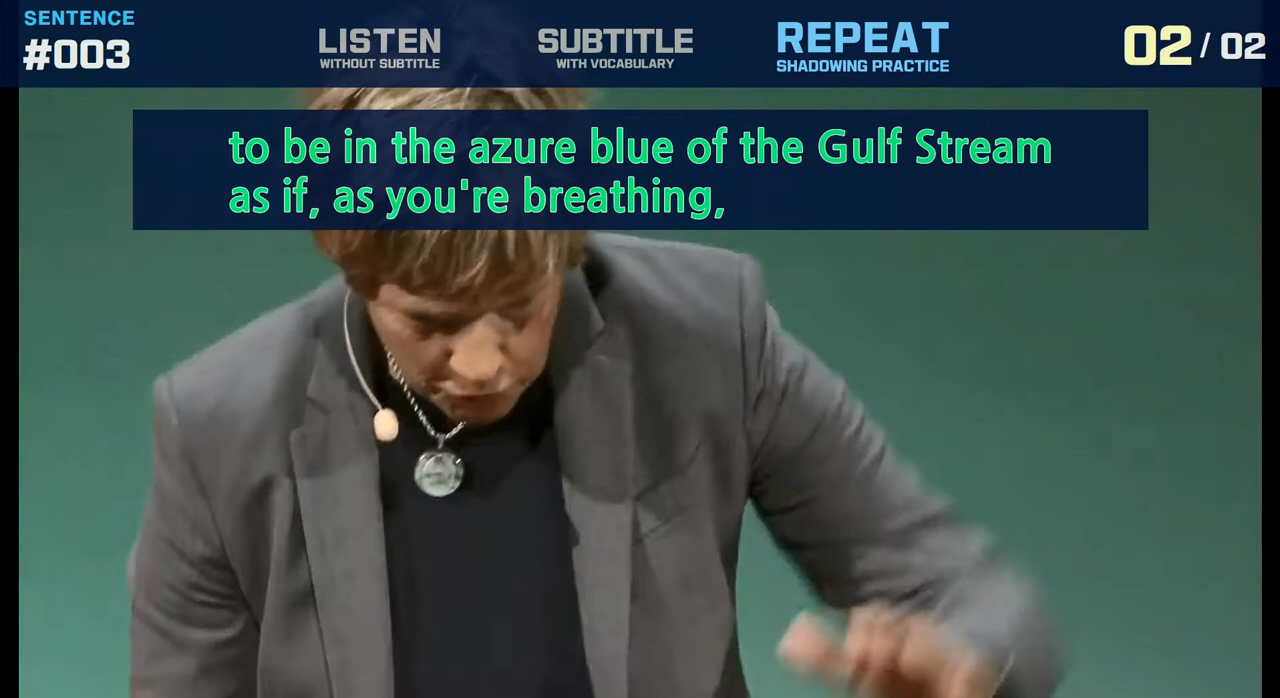 SENTENCE
#003
LISTEN
WITHOUT SUBTITLE
SUBTITLE
WITH VOCABULARY
REPEAT
SHADOWING PRACTICE
02 / 02
to be in the azure blue of the Gulf Stream
as if, as you're breathing,